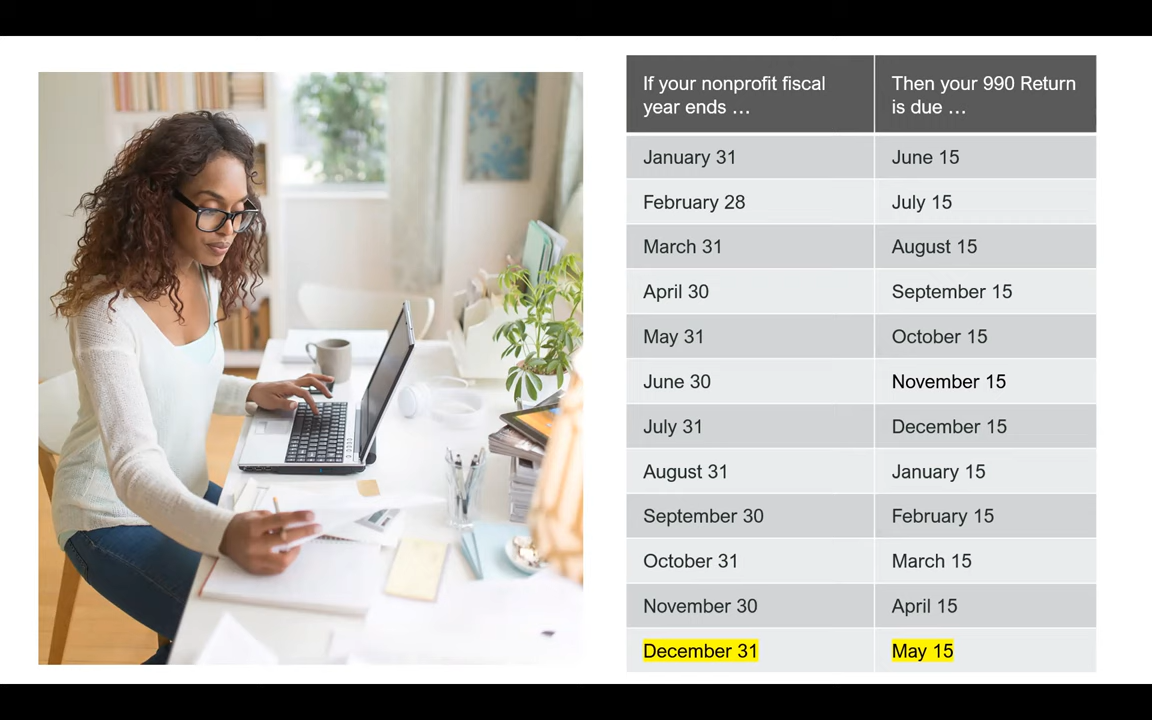 If your nonprofit fiscal
year ends …
Then your 990 Return
is due …
January 31
June 15
February 28
July 15
March 31
August 15
April 30
September 15
May 31
October 15
June 30
November 15
July 31
December 15
August 31
January 15
September 30
February 15
October 31
March 15
November 30
April 15
December 31
May 15